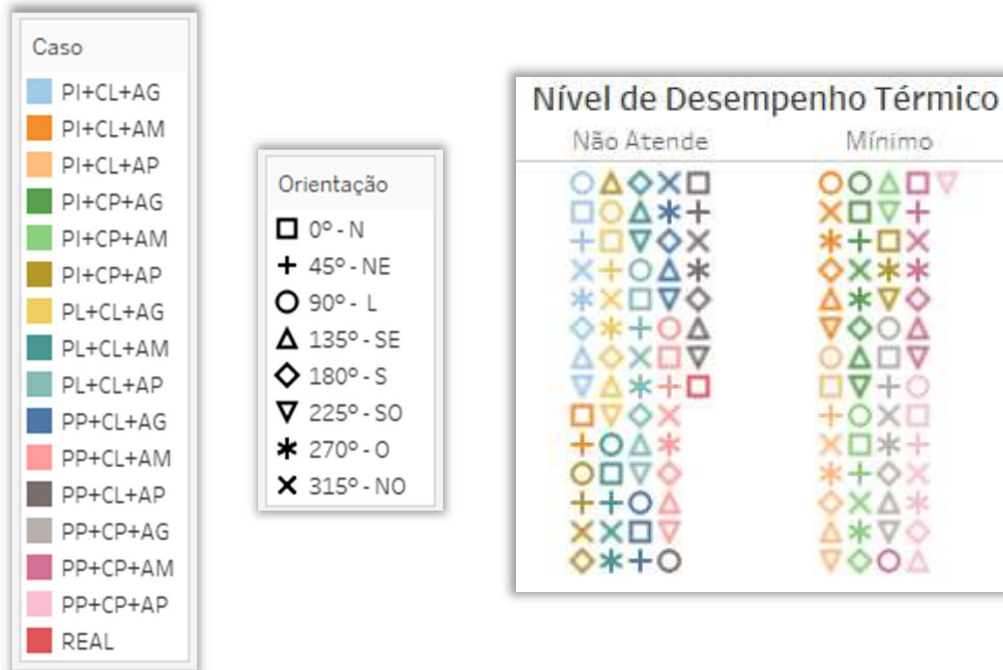 Caso
PI+CL+AG
PI+CL+AM
PI+CL+AP
PI+CP+AG
PI+CP+AM
PI+CP+AP
PL+CL+AG
PL+CL+AM
PL+CL+AP
PP+CL+AG
PP+CL+AM
PP+CL+AP
PP+CP+AG
PP+CP+AM
PP+CP+AP
REAL
Orientação
0º - N
45º - NE
90º - L
135º - SE
180º - S
225º - SO
270º - O
315º - NO
Nível de Desempenho Térmico
Não Atende Mínimo